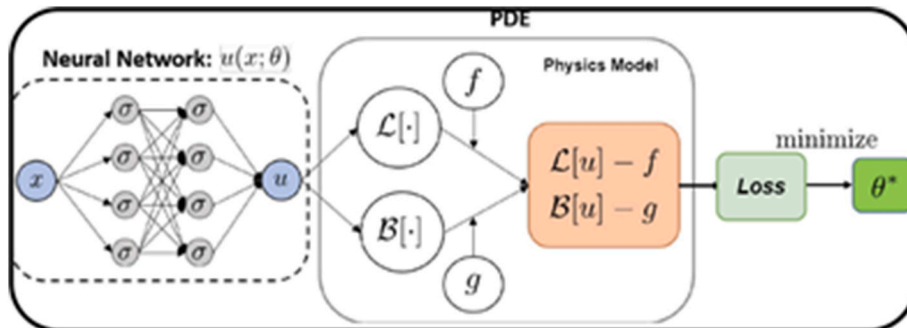 PDE
Neural Network: u(x; θ)
Physics Model
f
σ σ
ℒ[·]
minimize
σ σ
ℒ[u] − f
x
u
Loss
θ*
ℬ[u] − g
σ σ
ℬ[·]
σ σ
g